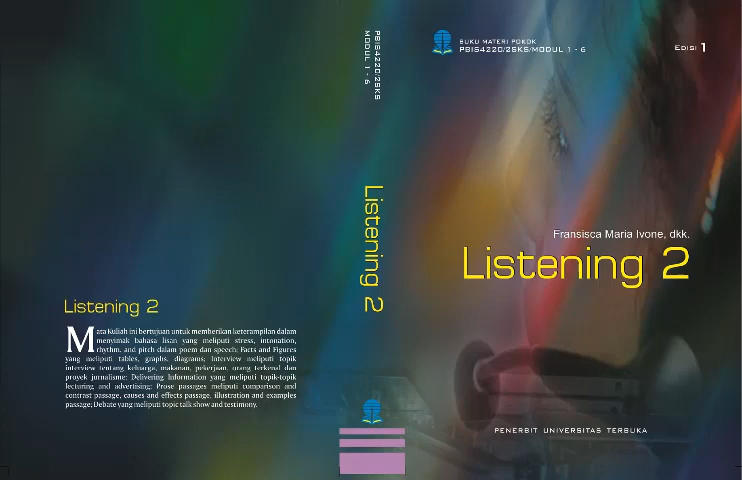 Listening 2
Mata Kuliah ini bertujuan untuk memberikan keterampilan dalam
menyimak bahasa lisan yang meliputi stress, intonation,
rhythm, and pitch dalam poem dan speech; Facts and Figures
yang meliputi tables, graphs, diagrams; Interview meliputi topik
interview tentang keluarga, makanan, pekerjaan, orang terkenal dan
proyek jurnalisme; Delivering Information yang meliputi topik-topik
lecturing and advertising; Prose passages meliputi comparison and
contrast passage, causes and effects passage, illustration and examples
passage; Debate yang meliputi topic talk show and testimony.
PBIS4220/2SKS
MODUL 1 - 6
Listening 2
BUKU MATERI POKOK
PBIS4220/2SKS/MODUL 1 - 6
EDISI 1
Fransisca Maria Ivone, dkk.
Listening 2
PENERBIT UNIVERSITAS TERBUKA